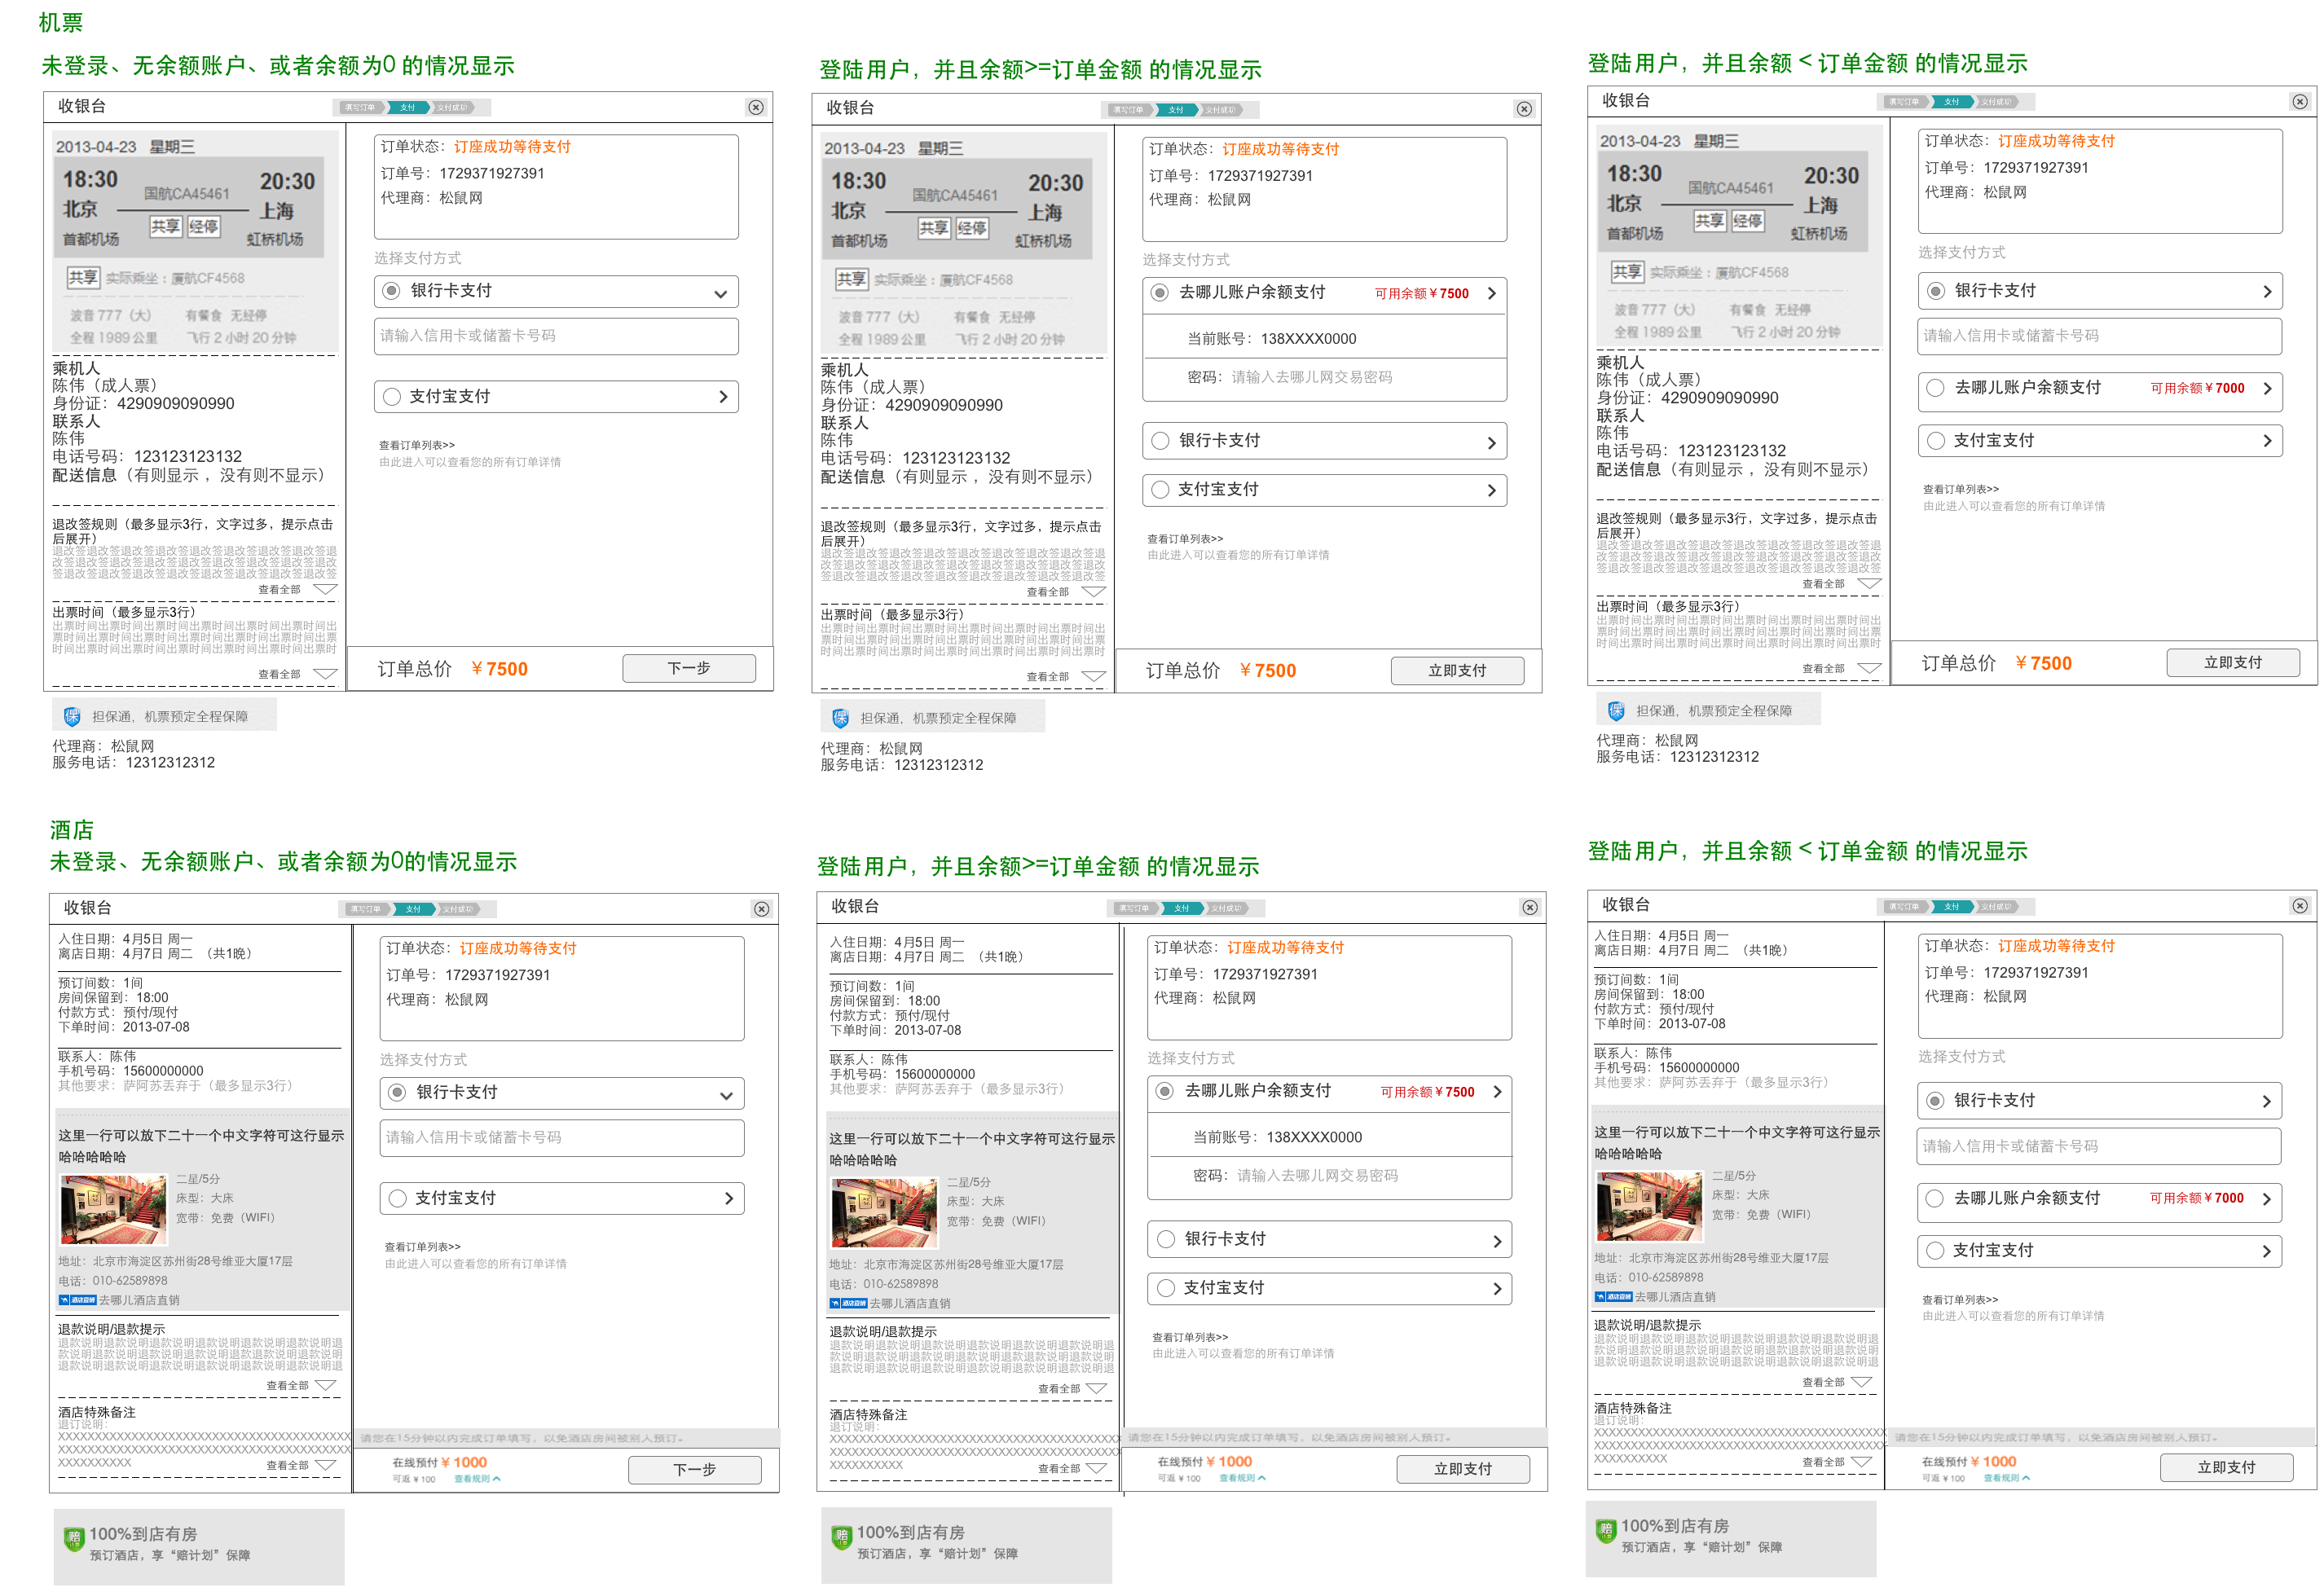 机票
未登录、无余额账户、或者余额为0 的情况显示
收银台
填写订单 支付 支付成功
2013-04-23 星期三
18:30 国航CA45461 20:30
北京 上海
共享 经停
首都机场 虹桥机场
共享 实际乘坐：厦航CF4568
波音 777（大） 有餐食 无经停
全程 1989 公里 飞行 2 小时 20 分钟
乘机人
陈伟（成人票）
身份证：4290909090990
联系人
陈伟
电话号码：123123123132
配送信息（有则显示 ，没有则不显示）
退改签规则（最多显示3行，文字过多，提示点击
后展开）
退改签退改签退改签退改签退改签退改签退改签退改签退
改签退改签退改签退改签退改签退改签退改签退改签退改
签退改签退改签退改签退改签退改签退改签退改签退改签
查看全部
出票时间（最多显示3行）
出票时间出票时间出票时间出票时间出票时间出票时间出
票时间出票时间出票时间出票时间出票时间出票时间出票
时间出票时间出票时间出票时间出票时间出票时间出票时
查看全部
订单状态：订座成功等待支付
订单号：1729371927391
代理商：松鼠网
选择支付方式
银行卡支付
请输入信用卡或储蓄卡号码
支付宝支付
查看订单列表>>
由此进入可以查看您的所有订单详情
订单总价 ￥7500 下一步
担保通，机票预定全程保障
代理商：松鼠网
服务电话：12312312312
登陆用户，并且余额>=订单金额 的情况显示
收银台
填写订单 支付 支付成功
2013-04-23 星期三
18:30 国航CA45461 20:30
北京 上海
共享 经停
首都机场 虹桥机场
共享 实际乘坐：厦航CF4568
波音 777（大） 有餐食 无经停
全程 1989 公里 飞行 2 小时 20 分钟
乘机人
陈伟（成人票）
身份证：4290909090990
联系人
陈伟
电话号码：123123123132
配送信息（有则显示 ，没有则不显示）
退改签规则（最多显示3行，文字过多，提示点击
后展开）
退改签退改签退改签退改签退改签退改签退改签退改签退
改签退改签退改签退改签退改签退改签退改签退改签退改
签退改签退改签退改签退改签退改签退改签退改签退改签
查看全部
出票时间（最多显示3行）
出票时间出票时间出票时间出票时间出票时间出票时间出
票时间出票时间出票时间出票时间出票时间出票时间出票
时间出票时间出票时间出票时间出票时间出票时间出票时
查看全部
订单状态：订座成功等待支付
订单号：1729371927391
代理商：松鼠网
选择支付方式
去哪儿账户余额支付 可用余额￥7500
当前账号：138XXXX0000
密码：请输入去哪儿网交易密码
银行卡支付
支付宝支付
查看订单列表>>
由此进入可以查看您的所有订单详情
订单总价 ￥7500 立即支付
担保通，机票预定全程保障
代理商：松鼠网
服务电话：12312312312
登陆用户，并且余额 < 订单金额 的情况显示
收银台
填写订单 支付 支付成功
2013-04-23 星期三
18:30 国航CA45461 20:30
北京 上海
共享 经停
首都机场 虹桥机场
共享 实际乘坐：厦航CF4568
波音 777（大） 有餐食 无经停
全程 1989 公里 飞行 2 小时 20 分钟
乘机人
陈伟（成人票）
身份证：4290909090990
联系人
陈伟
电话号码：123123123132
配送信息（有则显示 ，没有则不显示）
退改签规则（最多显示3行，文字过多，提示点击
后展开）
退改签退改签退改签退改签退改签退改签退改签退改签退
改签退改签退改签退改签退改签退改签退改签退改签退改
签退改签退改签退改签退改签退改签退改签退改签退改签
查看全部
出票时间（最多显示3行）
出票时间出票时间出票时间出票时间出票时间出票时间出
票时间出票时间出票时间出票时间出票时间出票时间出票
时间出票时间出票时间出票时间出票时间出票时间出票时
查看全部
订单状态：订座成功等待支付
订单号：1729371927391
代理商：松鼠网
选择支付方式
银行卡支付
请输入信用卡或储蓄卡号码
去哪儿账户余额支付 可用余额￥7000
支付宝支付
查看订单列表>>
由此进入可以查看您的所有订单详情
订单总价 ￥7500 立即支付
担保通，机票预定全程保障
代理商：松鼠网
服务电话：12312312312
酒店
未登录、无余额账户、或者余额为0的情况显示
收银台
填写订单 支付 支付成功
入住日期：4月5日 周一
离店日期：4月7日 周二 （共1晚）
预订间数：1间
房间保留到：18:00
付款方式：预付/现付
下单时间：2013-07-08
联系人：陈伟
手机号码：15600000000
其他要求：萨阿苏丢弃于（最多显示3行）
这里一行可以放下二十一个中文字符可这行显示
哈哈哈哈哈
二星/5分
床型：大床
宽带：免费（WIFI）
地址：北京市海淀区苏州街28号维亚大厦17层
电话：010-62589898
酒店直销 去哪儿酒店直销
退款说明/退款提示
退款说明退款说明退款说明退款说明退款说明退款说明退
款说明退款说明退款说明退款说明退款说明退款说明
退款说明退款说明退款说明退款说明退款说明退款说明退
查看全部
酒店特殊备注
退订说明：
XXXXXXXXXXXXXXXXXXXXXXXXXXXXXXXX
XXXXXXXXXXXXXXXXXXXXXXXXXXXXXXXX
XXXXXXXXXX 查看全部
订单状态：订座成功等待支付
订单号：1729371927391
代理商：松鼠网
选择支付方式
银行卡支付
请输入信用卡或储蓄卡号码
支付宝支付
查看订单列表>>
由此进入可以查看您的所有订单详情
请您在15分钟以内完成订单填写，以免酒店房间被别人预订。
在线预付￥1000 下一步
可返￥100 查看规则
赔 100%到店有房
预订酒店，享“赔计划”保障
登陆用户，并且余额>=订单金额 的情况显示
收银台
填写订单 支付 支付成功
入住日期：4月5日 周一
离店日期：4月7日 周二 （共1晚）
预订间数：1间
房间保留到：18:00
付款方式：预付/现付
下单时间：2013-07-08
联系人：陈伟
手机号码：15600000000
其他要求：萨阿苏丢弃于（最多显示3行）
这里一行可以放下二十一个中文字符可这行显示
哈哈哈哈哈
二星/5分
床型：大床
宽带：免费（WIFI）
地址：北京市海淀区苏州街28号维亚大厦17层
电话：010-62589898
酒店直销 去哪儿酒店直销
退款说明/退款提示
退款说明退款说明退款说明退款说明退款说明退款说明退
款说明退款说明退款说明退款说明退款说明退款说明
退款说明退款说明退款说明退款说明退款说明退款说明退
查看全部
酒店特殊备注
退订说明：
XXXXXXXXXXXXXXXXXXXXXXXXXXXXXXXX
XXXXXXXXXXXXXXXXXXXXXXXXXXXXXXXX
XXXXXXXXXX 查看全部
订单状态：订座成功等待支付
订单号：1729371927391
代理商：松鼠网
选择支付方式
去哪儿账户余额支付 可用余额￥7500
当前账号：138XXXX0000
密码：请输入去哪儿网交易密码
银行卡支付
支付宝支付
查看订单列表>>
由此进入可以查看您的所有订单详情
请您在15分钟以内完成订单填写，以免酒店房间被别人预订。
在线预付￥1000 立即支付
可返￥100 查看规则
赔 100%到店有房
预订酒店，享“赔计划”保障
登陆用户，并且余额 < 订单金额 的情况显示
收银台
填写订单 支付 支付成功
入住日期：4月5日 周一
离店日期：4月7日 周二 （共1晚）
预订间数：1间
房间保留到：18:00
付款方式：预付/现付
下单时间：2013-07-08
联系人：陈伟
手机号码：15600000000
其他要求：萨阿苏丢弃于（最多显示3行）
这里一行可以放下二十一个中文字符可这行显示
哈哈哈哈哈
二星/5分
床型：大床
宽带：免费（WIFI）
地址：北京市海淀区苏州街28号维亚大厦17层
电话：010-62589898
酒店直销 去哪儿酒店直销
退款说明/退款提示
退款说明退款说明退款说明退款说明退款说明退款说明退
款说明退款说明退款说明退款说明退款说明退款说明
退款说明退款说明退款说明退款说明退款说明退款说明退
查看全部
酒店特殊备注
退订说明：
XXXXXXXXXXXXXXXXXXXXXXXXXXXXXXXX
XXXXXXXXXXXXXXXXXXXXXXXXXXXXXXXX
XXXXXXXXXX 查看全部
订单状态：订座成功等待支付
订单号：1729371927391
代理商：松鼠网
选择支付方式
银行卡支付
请输入信用卡或储蓄卡号码
去哪儿账户余额支付 可用余额￥7000
支付宝支付
查看订单列表>>
由此进入可以查看您的所有订单详情
请您在15分钟以内完成订单填写，以免酒店房间被别人预订。
在线预付￥1000 立即支付
可返￥100 查看规则
赔 100%到店有房
预订酒店，享“赔计划”保障